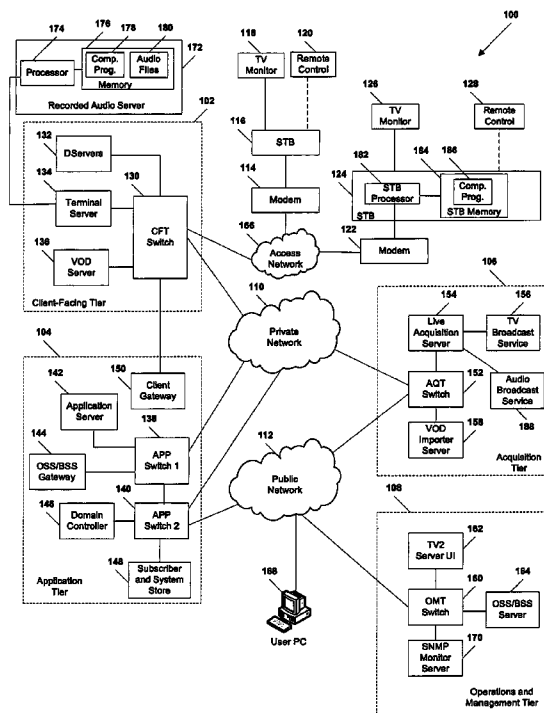 100
174
176
178
180
172
Processor
Comp. Prog.
Audio Files
Memory
Recorded Audio Server
118
120
TV Monitor
Remote Control
126
128
TV Monitor
Remote Control
102
132
DServers
134
130
Terminal Server
CFT Switch
136
VOD Server
Client-Facing Tier
116
STB
114
Modem
182
184
186
124
STB Processor
Comp. Prog.
STB
STB Memory
166
Access Network
122
Modem
110
Private Network
106
154
156
Live Acquisition Server
TV Broadcast Service
152
AQT Switch
Audio Broadcast Service
188
158
VOD Importer Server
Acquisition Tier
104
142
150
Client Gateway
Application Server
138
144
APP Switch 1
OSS/BSS Gateway
146
140
Domain Controller
APP Switch 2
148
Subscriber and System Store
Application Tier
112
Public Network
168
User PC
108
162
TV2 Server UI
160
164
OMT Switch
OSS/BSS Server
170
SNMP Monitor Server
Operations and Management Tier